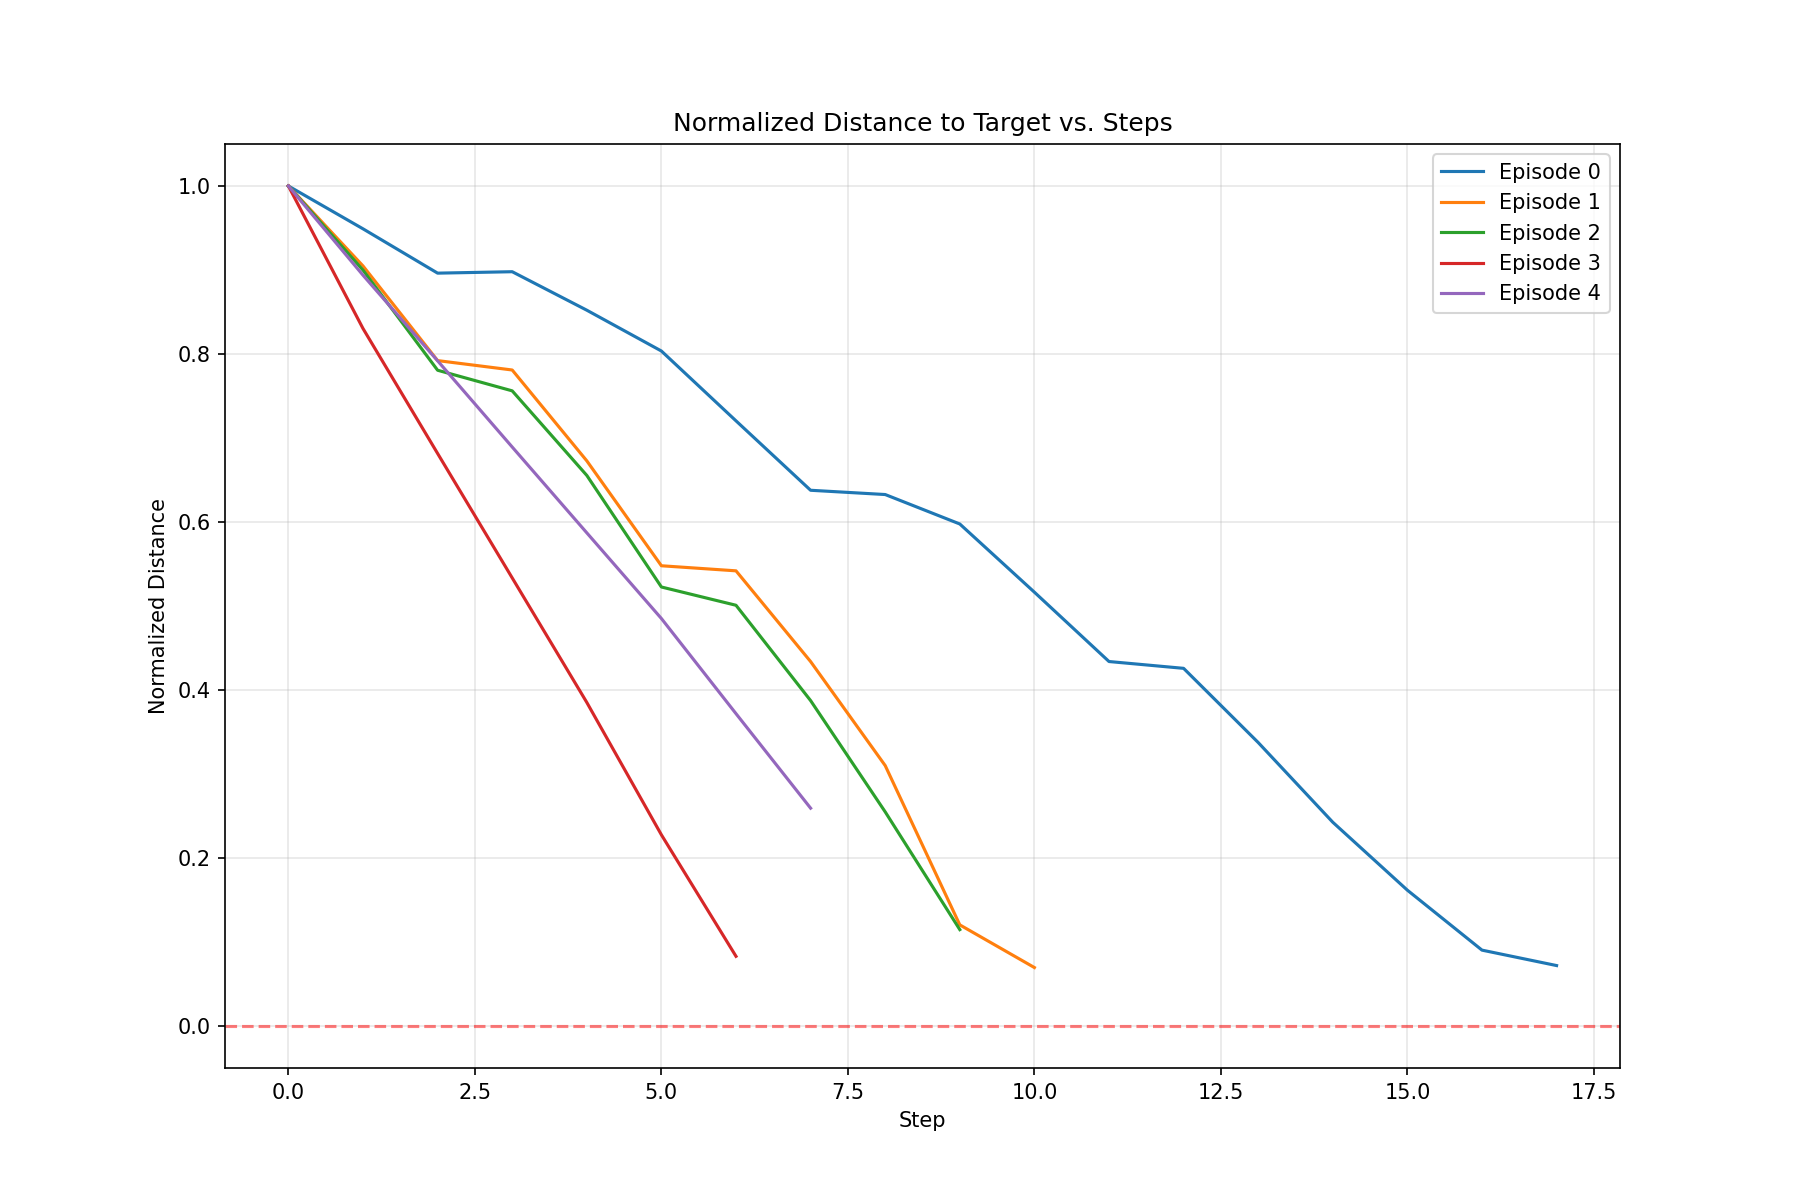 Normalized Distance to Target vs. Steps
Episode 0
Episode 1
Episode 2
Episode 3
Episode 4
1.0
0.8
0.6
0.4
0.2
0.0
Normalized Distance
0.0 2.5 5.0 7.5 10.0 12.5 15.0 17.5
Step